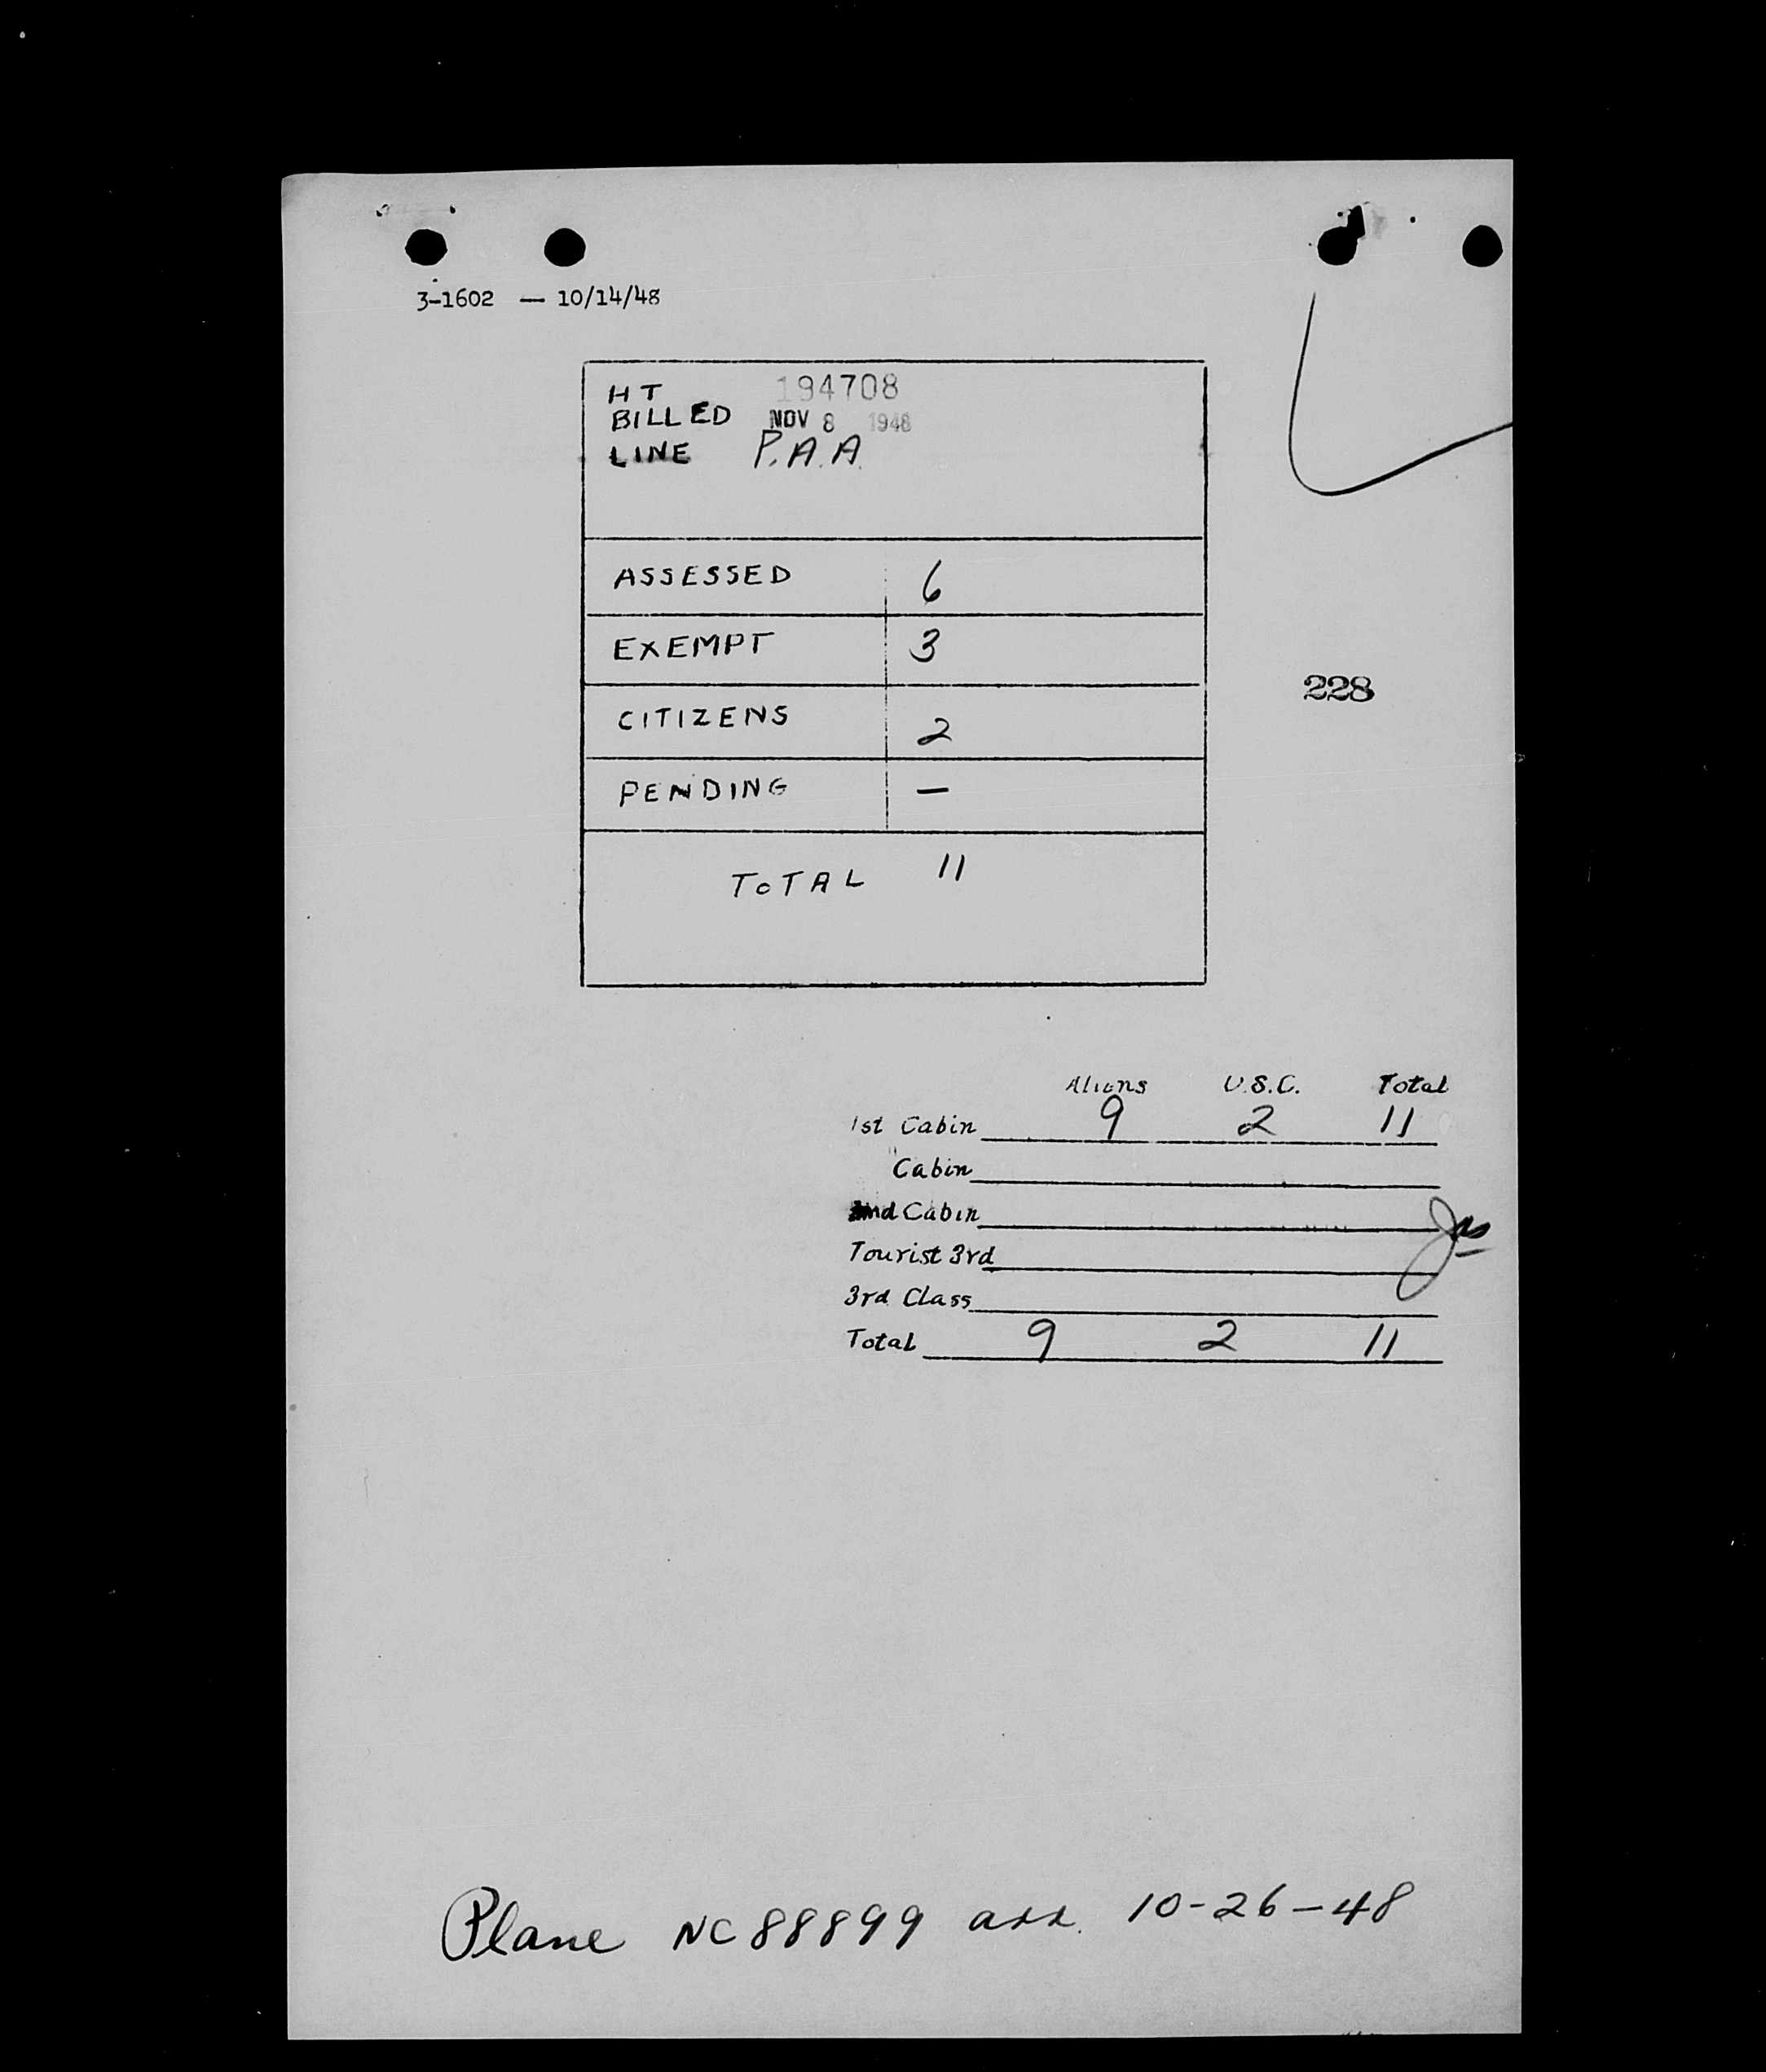 3-1602 — 10/14/48
HT 194708
BILLED NOV 8 1948
LINE P.A.A.
ASSESSED 6
EXEMPT 3
228
CITIZENS 2
PENDING —
TOTAL 11
Aliens U.S.C. Total
1st Cabin 9 2 11
" Cabin
2nd Cabin
Tourist 3rd
3rd Class
Total 9 2 11
Plane NC88899 arr. 10-26-48